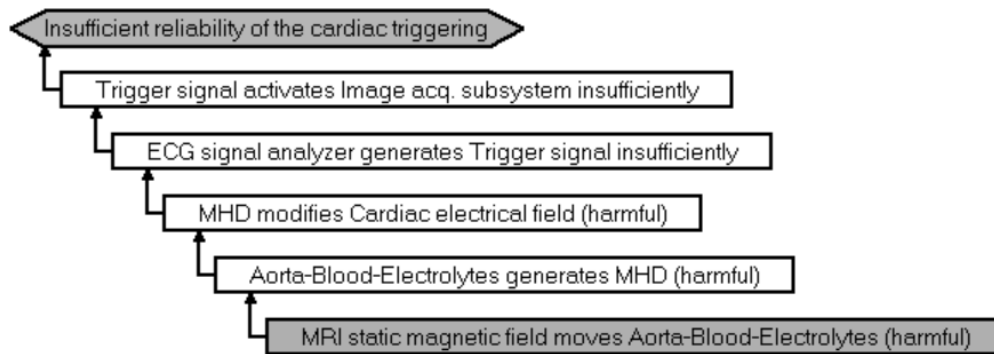 Insufficient reliability of the cardiac triggering
Trigger signal activates Image acq. subsystem insufficiently
ECG signal analyzer generates Trigger signal insufficiently
MHD modifies Cardiac electrical field (harmful)
Aorta-Blood-Electrolytes generates MHD (harmful)
MRI static magnetic field moves Aorta-Blood-Electrolytes (harmful)